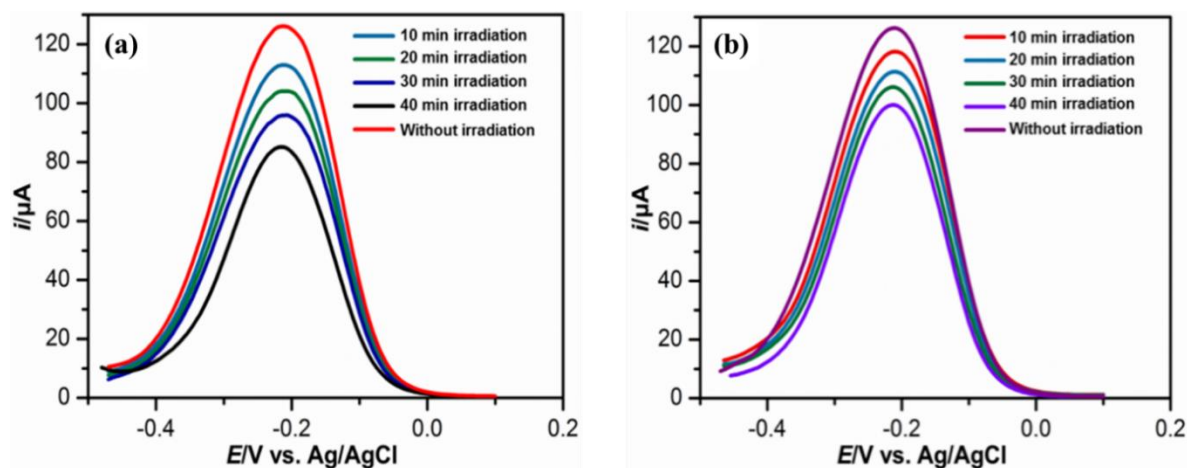 (a)
10 min irradiation
20 min irradiation
30 min irradiation
40 min irradiation
Without irradiation
i/μA
120
100
80
60
40
20
0
-0.4
-0.2
0.0
0.2
E/V vs. Ag/AgCl
(b)
10 min irradiation
20 min irradiation
30 min irradiation
40 min irradiation
Without irradiation
i/μA
120
100
80
60
40
20
0
-0.4
-0.2
0.0
0.2
E/V vs. Ag/AgCl